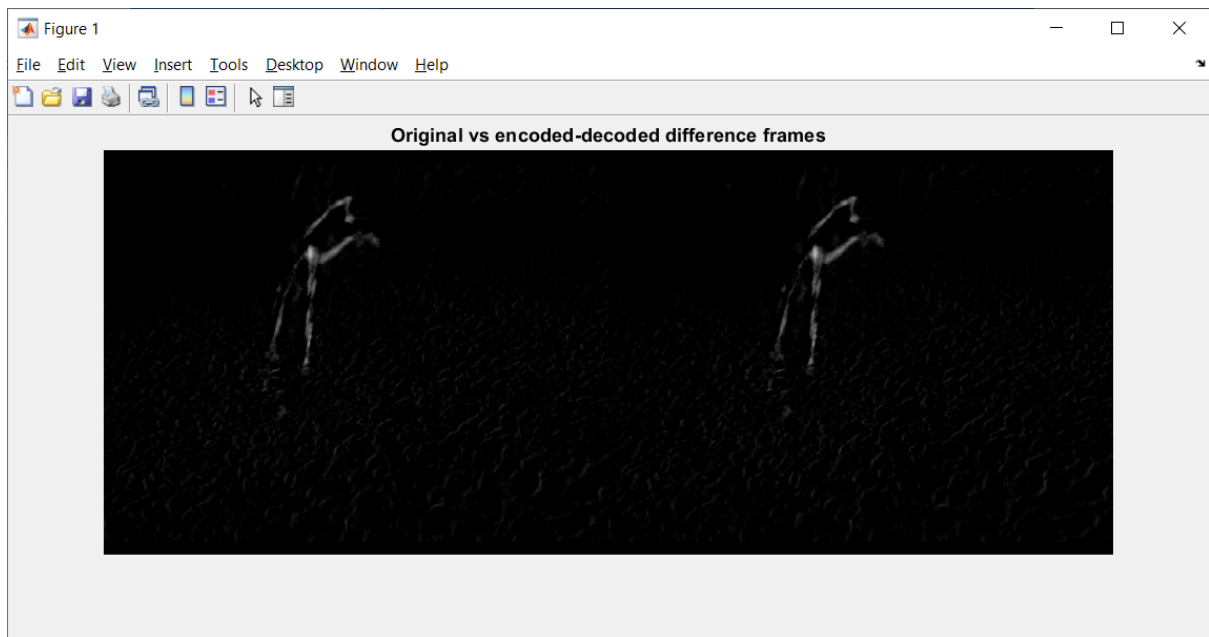 Figure 1
File Edit View Insert Tools Desktop Window Help
Original vs encoded-decoded difference frames